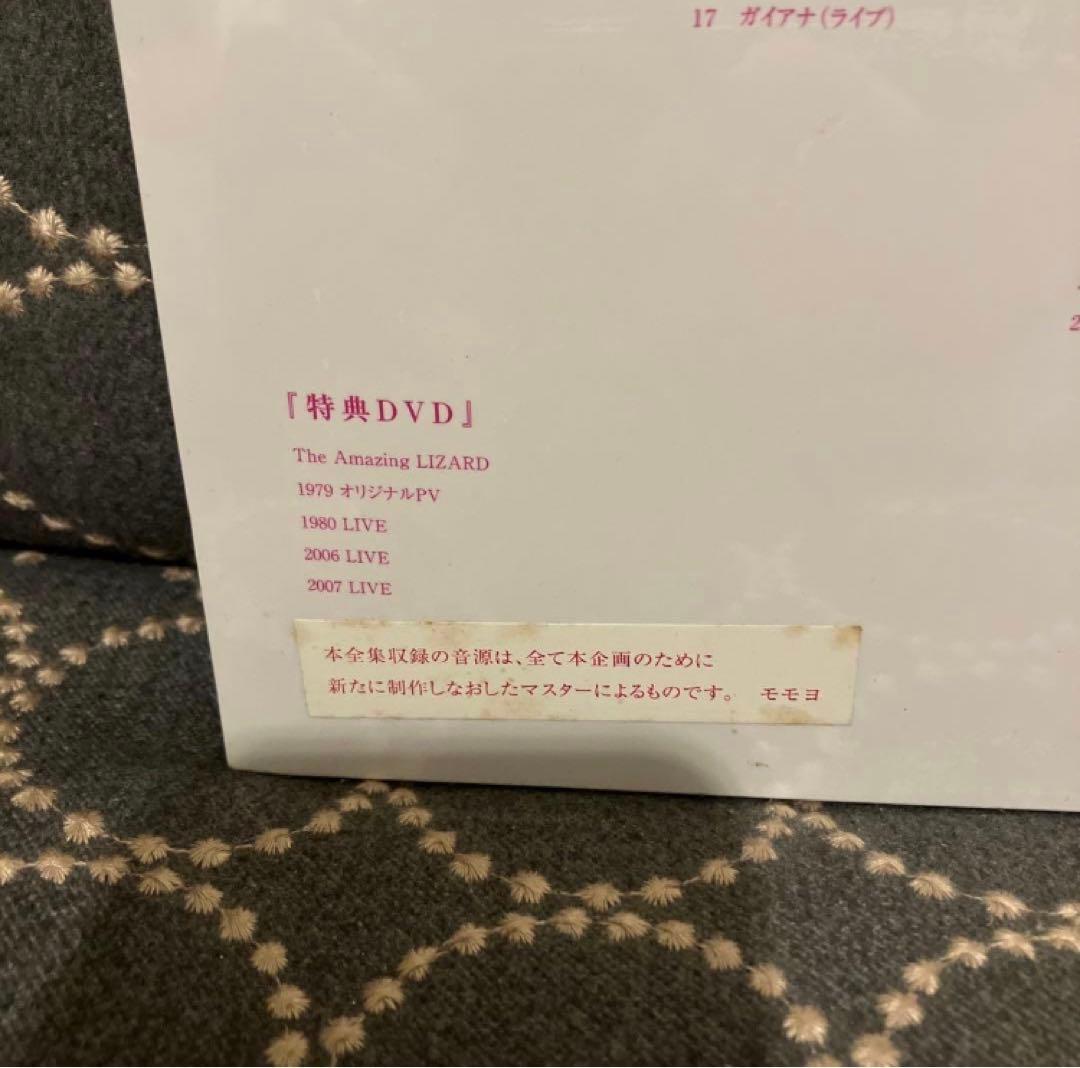 17 ガイアナ(ライブ)
2
『特典DVD』
The Amazing LIZARD
1979 オリジナルPV
1980 LIVE
2006 LIVE
2007 LIVE
本全集収録の音源は、全て本企画のために
新たに制作しなおしたマスターによるものです。 モモヨ